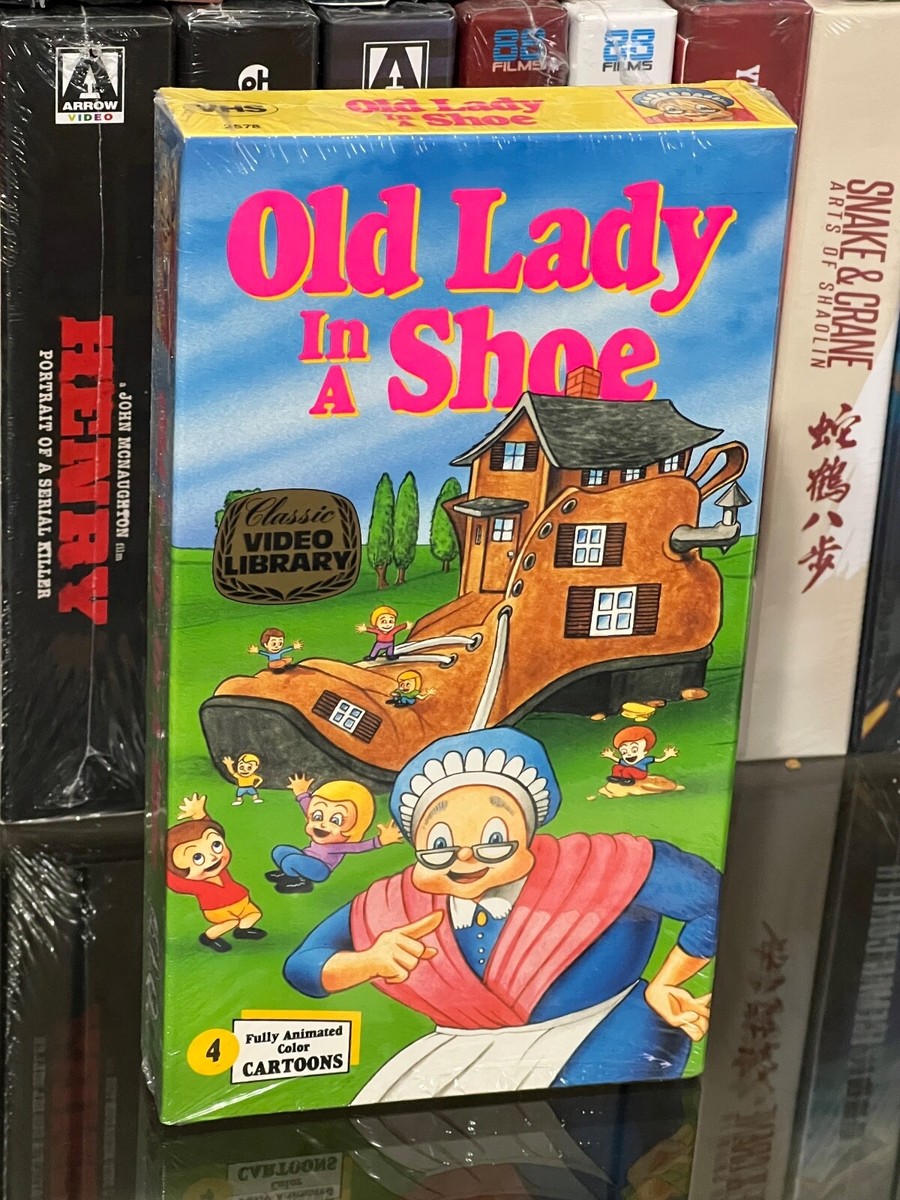 ARROW
VIDEO
HENRY
PORTRAIT OF A SERIAL KILLER
a JOHN MCNAUGHTON film
88
FILMS
88
FILMS
SNAKE & CRANE
ARTS OF SHAOLIN
蛇鶴八步
VHS
2578
Old Lady
In
A Shoe
Old Lady
In
A Shoe
Classic
VIDEO
LIBRARY
4
Fully Animated
Color
CARTOONS